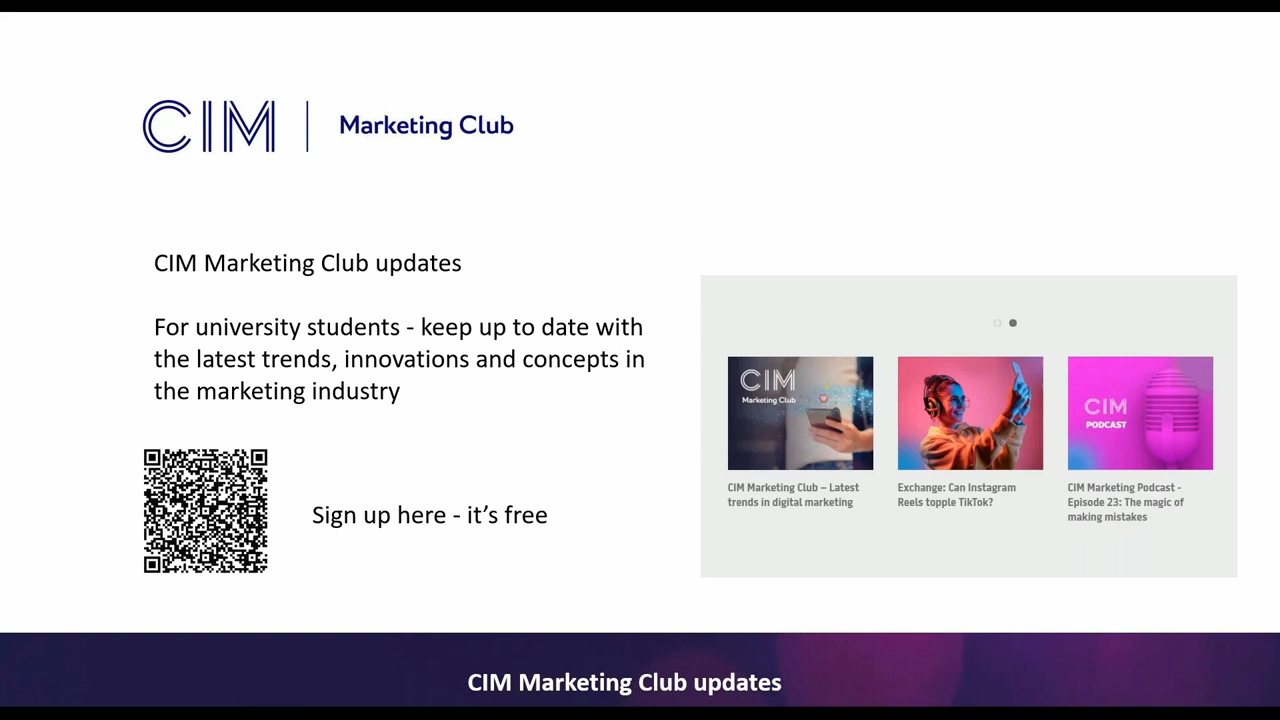 CIM | Marketing Club
CIM Marketing Club updates
For university students - keep up to date with
the latest trends, innovations and concepts in
the marketing industry
Sign up here - it’s free
CIM
Marketing Club
CIM
PODCAST
CIM Marketing Club – Latest
trends in digital marketing
Exchange: Can Instagram
Reels topple TikTok?
CIM Marketing Podcast -
Episode 23: The magic of
making mistakes
CIM Marketing Club updates